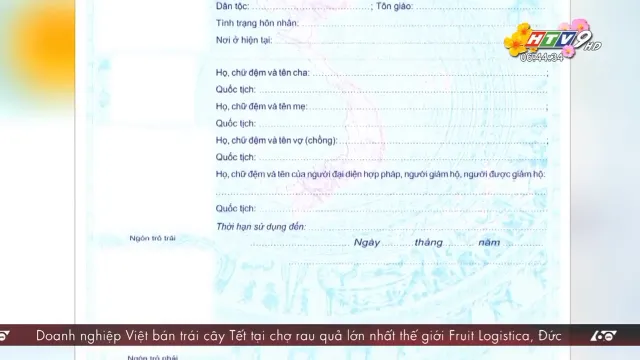 Dân tộc: ; Tôn giáo: ;
Tình trạng hôn nhân:
Nơi ở hiện tại:
Họ, chữ đệm và tên cha: ;
Quốc tịch:
Họ, chữ đệm và tên mẹ: ;
Quốc tịch:
Họ, chữ đệm và tên vợ (chồng): ;
Quốc tịch:
Họ, chữ đệm và tên của người đại diện hợp pháp, người giám hộ, người được giám hộ:
Quốc tịch:
Thời hạn sử dụng đến:
Ngày tháng năm
Ngón trỏ trái
Ngón trỏ phải
HTV9 HD
06:44:34
Doanh nghiệp Việt bán trái cây Tết tại chợ rau quả lớn nhất thế giới Fruit Logistica, Đức
60
60